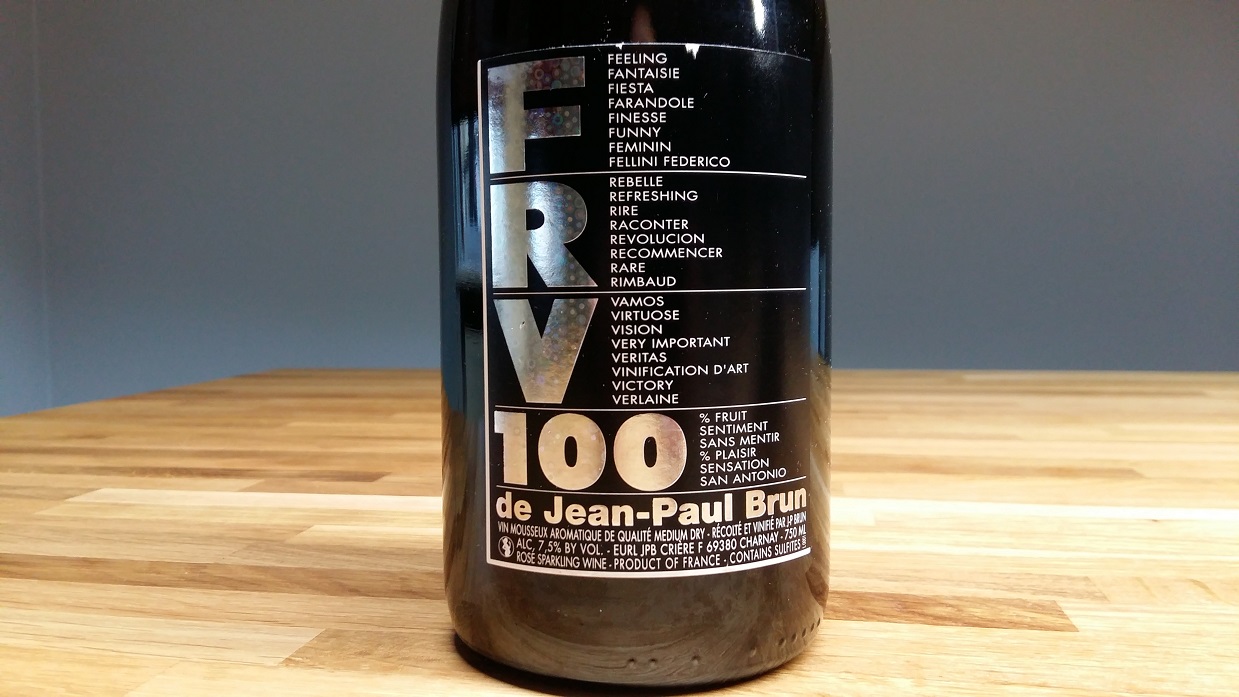 F
FEELING
FANTAISIE
FIESTA
FARANDOLE
FINESSE
FUNNY
FEMININ
FELLINI FEDERICO
R
REBELLE
REFRESHING
RIRE
RACONTER
REVOLUCION
RECOMMENCER
RARE
RIMBAUD
V
VAMOS
VIRTUOSE
VISION
VERY IMPORTANT
VERITAS
VINIFICATION D'ART
VICTORY
VERLAINE
100
% FRUIT
SENTIMENT
SANS MENTIR
% PLAISIR
SENSATION
SAN ANTONIO
de Jean-Paul Brun
VIN MOUSSEUX AROMATIQUE DE QUALITÉ MEDIUM DRY - RÉCOLTÉ ET VINIFIÉ PAR J-P BRUN
ALC, 7,5% BY VOL. - EURL JPB CRIÈRE F 69380 CHARNAY - 750 ML
ROSÉ SPARKLING WINE - PRODUCT OF FRANCE - CONTAINS SULFITES